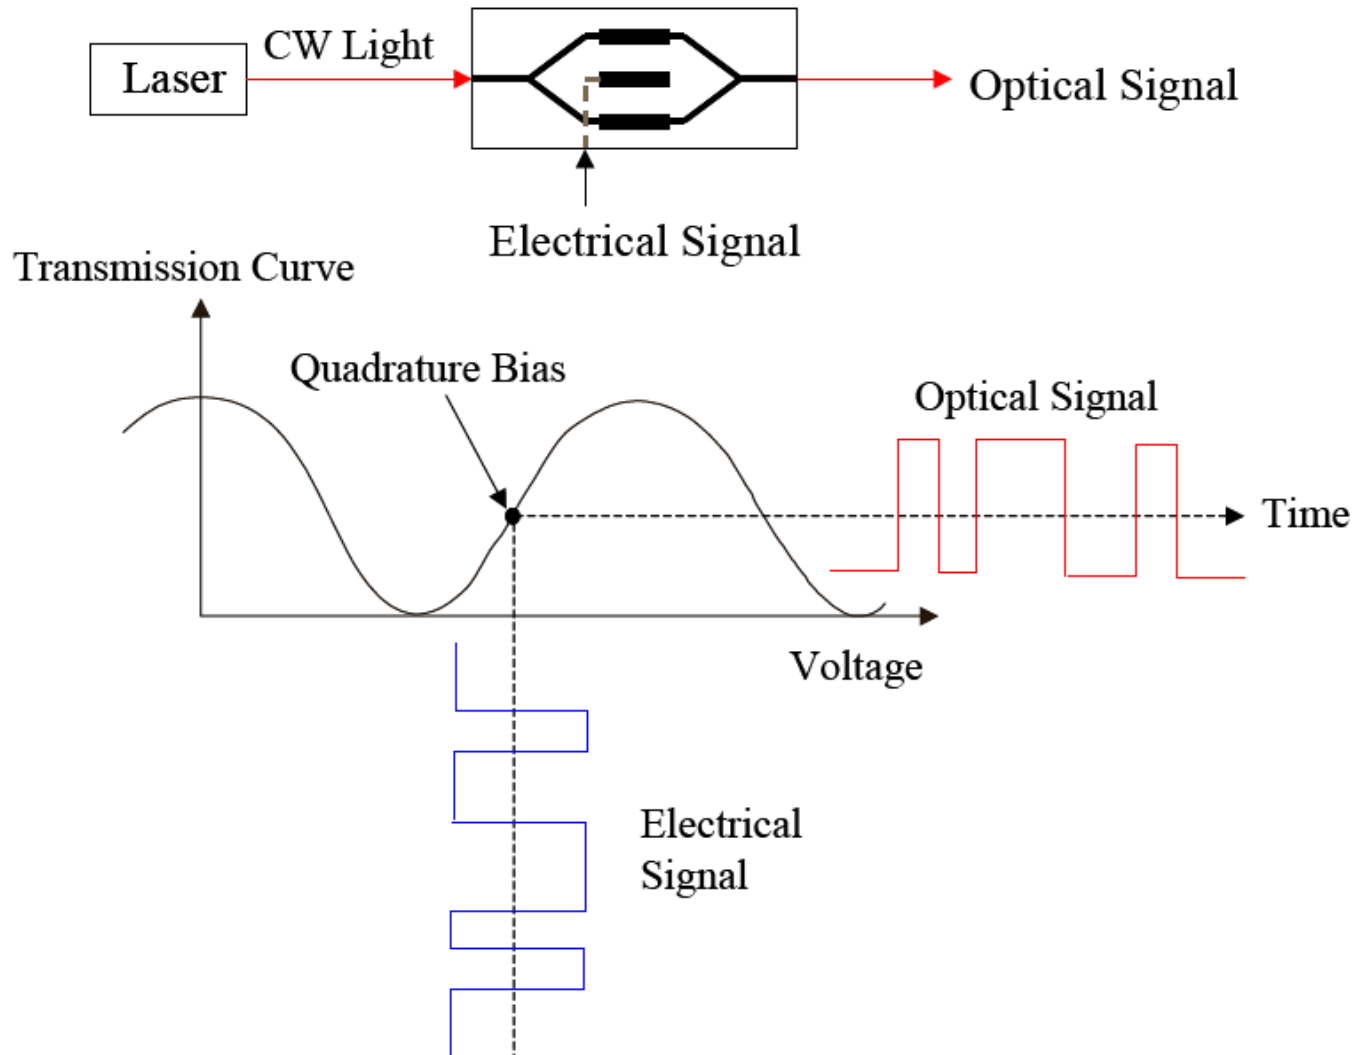 CW Light
Laser
Optical Signal
Electrical Signal
Transmission Curve
Quadrature Bias
Optical Signal
Time
Voltage
Electrical
Signal